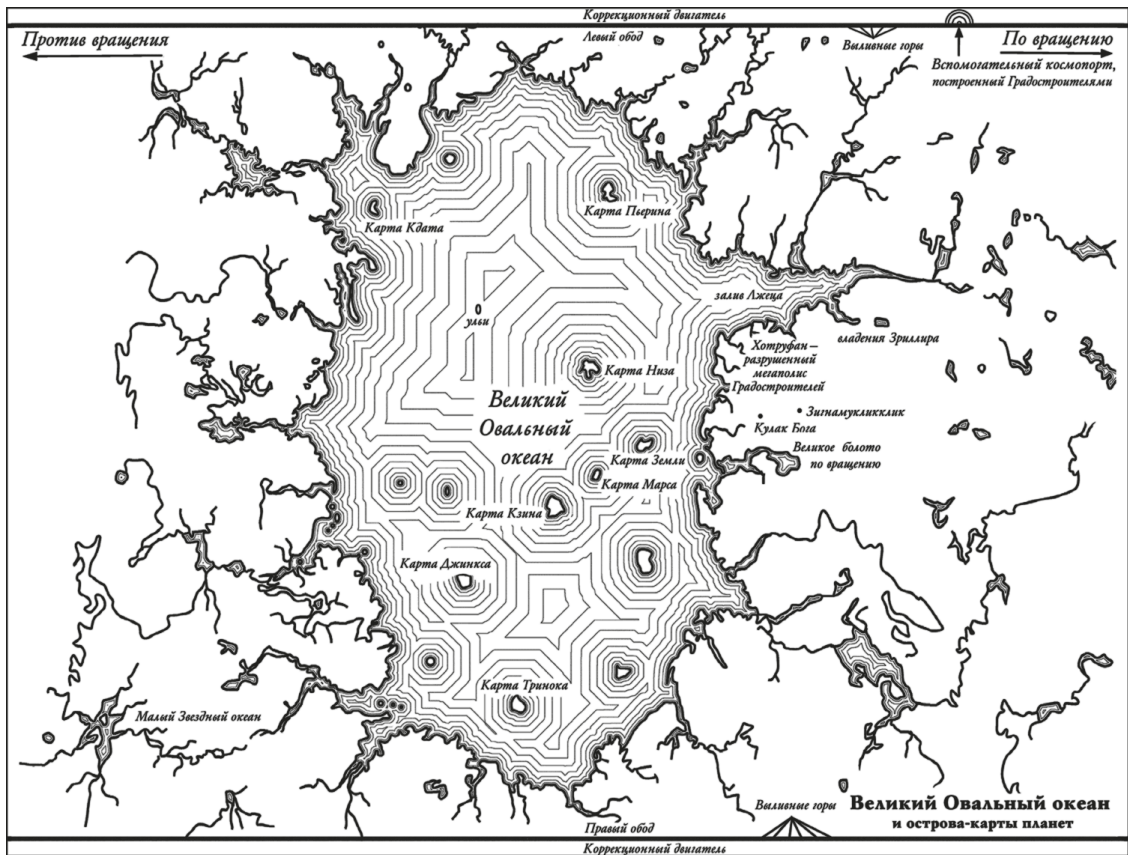 Коррекционный двигатель
Против вращения
Левый обод
Выливные горы
По вращению
Вспомогательный космопорт,
построенный Градостроителями
Карта Пьерина
Карта Кдата
залив Лжеца
ульи
владения Зриллира
Хотруфан —
разрушенный
мегаполис
Градостроителей
Карта Низа
Великий
Овальный
океан
Зигнамукликклик
Кулак Бога
Великое болото
по вращению
Карта Земли
Карта Марса
Карта Кзина
Карта Джинкса
Карта Тринока
Малый Звездный океан
Выливные горы
Великий Овальный океан
и острова-карты планет
Правый обод
Коррекционный двигатель